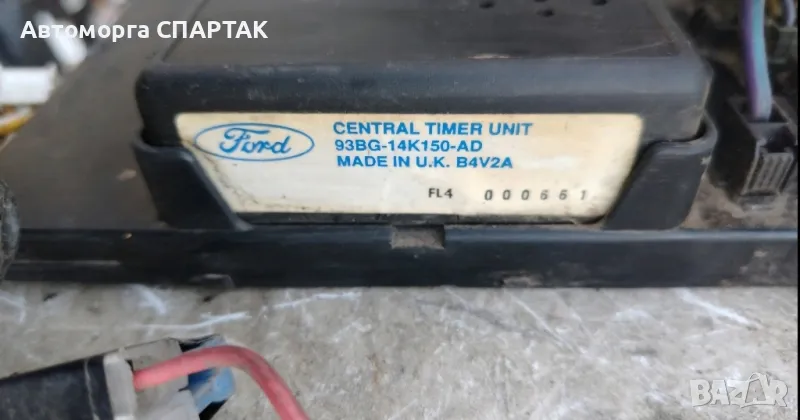 Автоморга СПАРТАК
Ford
CENTRAL TIMER UNIT
93BG-14K150-AD
MADE IN U.K. B4V2A
FL4 000661
BAZAR